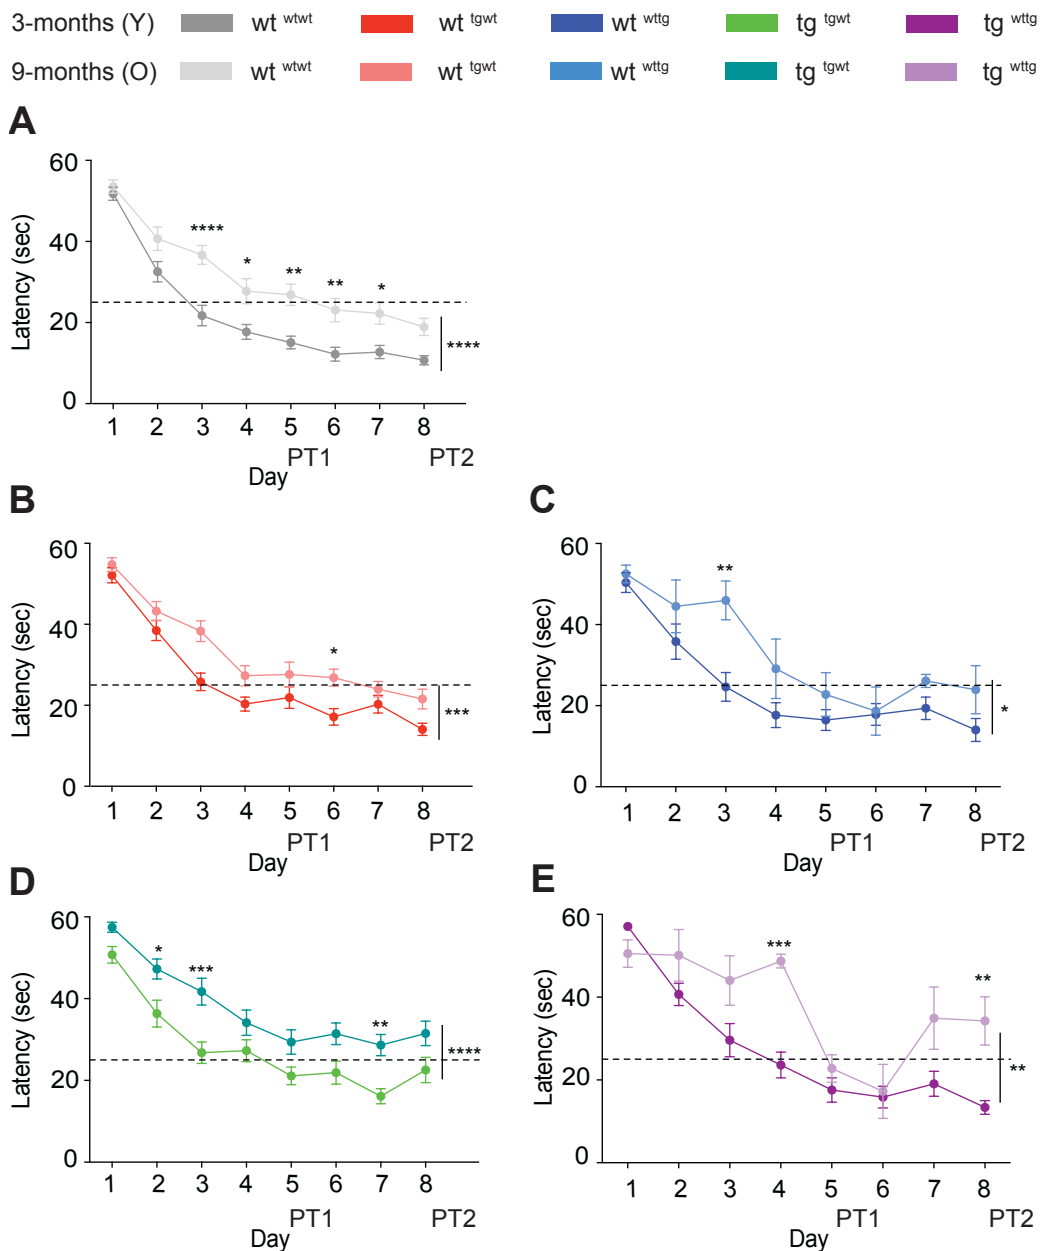 3-months (Y) wt wtwt wt tgwt wt wttg tg tgwt tg wttg
9-months (O) wt wtwt wt tgwt wt wttg tg tgwt tg wttg
A
60
40
20
0
Latency (sec)
**** * ** ** *
****
1 2 3 4 5 6 7 8
PT1 PT2
Day
B
60
40
20
0
Latency (sec)
*
***
1 2 3 4 5 6 7 8
PT1 PT2
Day
C
60
40
20
0
Latency (sec)
**
*
1 2 3 4 5 6 7 8
PT1 PT2
Day
D
60
40
20
0
Latency (sec)
* *** **
****
1 2 3 4 5 6 7 8
PT1 PT2
Day
E
60
40
20
0
Latency (sec)
*** **
**
1 2 3 4 5 6 7 8
PT1 PT2
Day